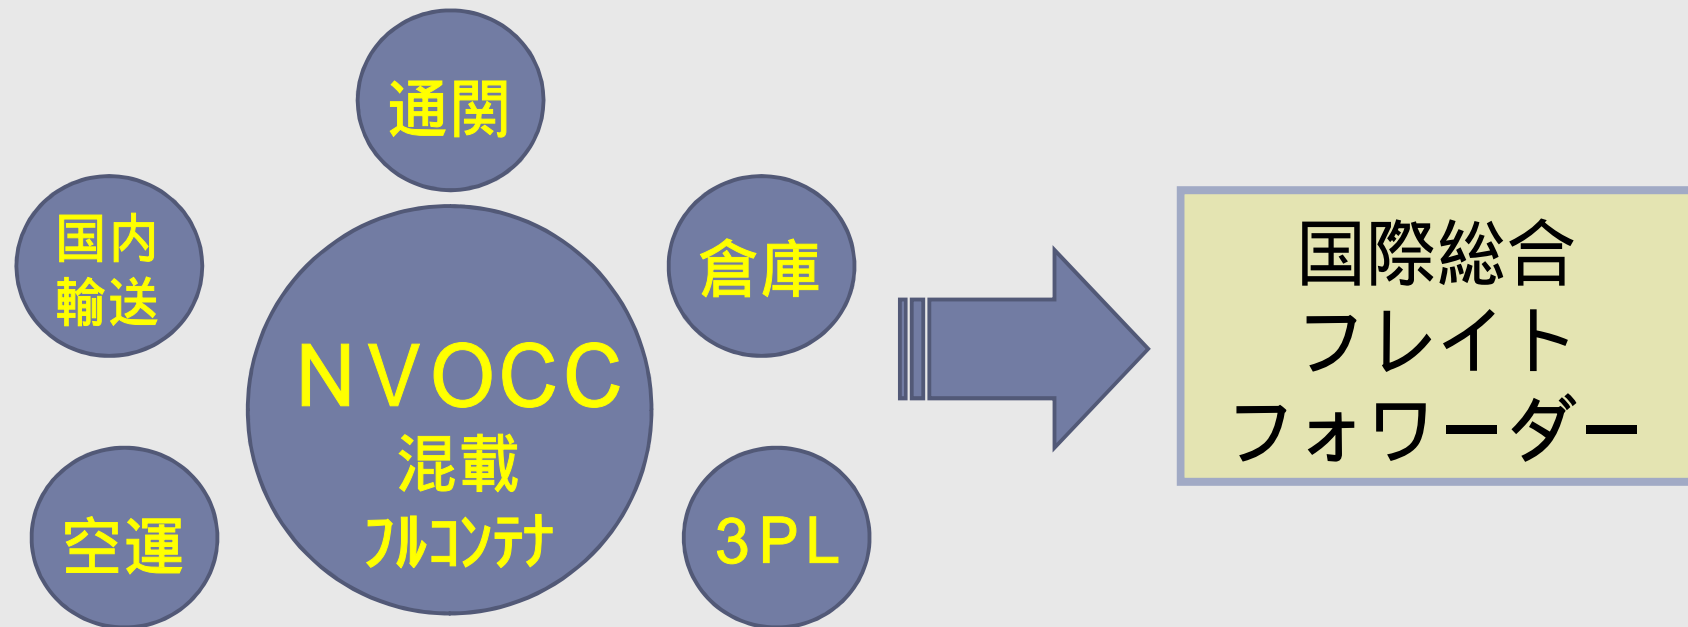 通関
国内
輸送
倉庫
ＮＶＯＣＣ
混載
ﾌﾙｺﾝﾃﾅ
空運
３ＰＬ
国際総合
フレイト
フォワーダー